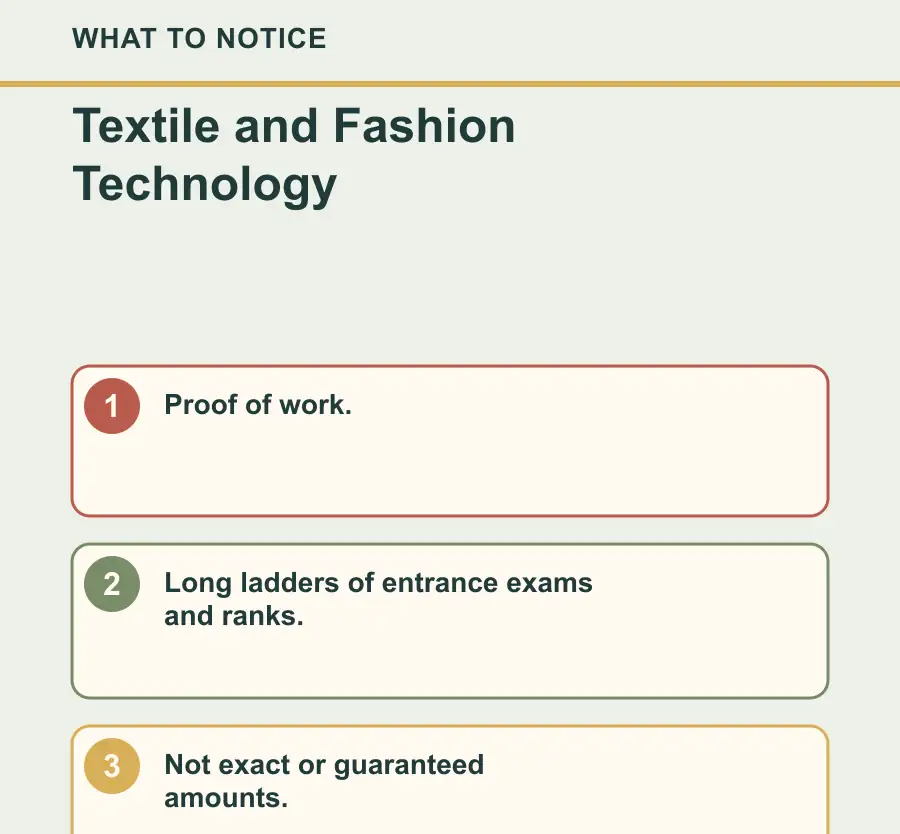 WHAT TO NOTICE
Textile and Fashion
Technology
1
Proof of work.
2
Long ladders of entrance exams
and ranks.
3
Not exact or guaranteed
amounts.